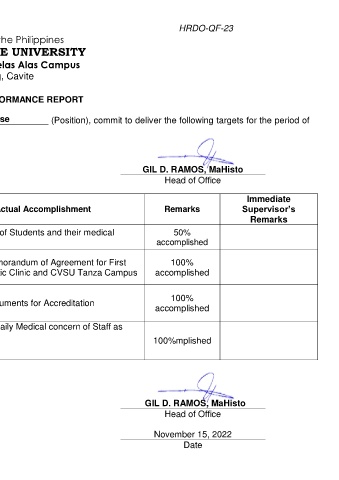 HRDO-QF-23
the Philippines
E UNIVERSITY
elas Alas Campus
g, Cavite
ORMANCE REPORT
se (Position), commit to deliver the following targets for the period of
GIL D. RAMOS, MaHisto
Head of Office
Actual Accomplishment Remarks Immediate Supervisor's Remarks
of Students and their medical 50% accomplished
morandum of Agreement for First 100%
ic Clinic and CVSU Tanza Campus accomplished
uments for Accreditation 100% accomplished
aily Medical concern of Staff as
100%mplished
GIL D. RAMOS, MaHisto
Head of Office
November 15, 2022
Date